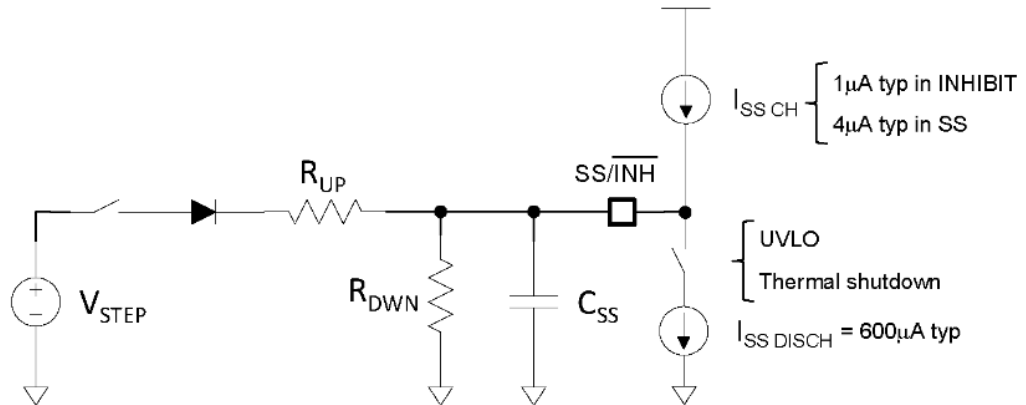 1μA typ in INHIBIT
I_SS CH
4μA typ in SS
R_UP
SS/I̅N̅H̅
+
−
V_STEP
R_DWN
C_SS
UVLO
Thermal shutdown
I_SS DISCH = 600μA typ